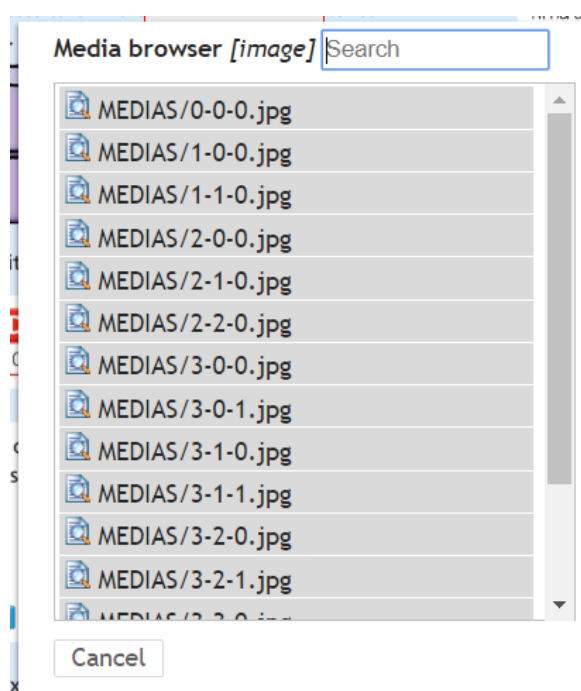 Media browser [image] Search
MEDIAS/0-0-0.jpg
MEDIAS/1-0-0.jpg
MEDIAS/1-1-0.jpg
MEDIAS/2-0-0.jpg
MEDIAS/2-1-0.jpg
MEDIAS/2-2-0.jpg
MEDIAS/3-0-0.jpg
MEDIAS/3-0-1.jpg
MEDIAS/3-1-0.jpg
MEDIAS/3-1-1.jpg
MEDIAS/3-2-0.jpg
MEDIAS/3-2-1.jpg
Cancel